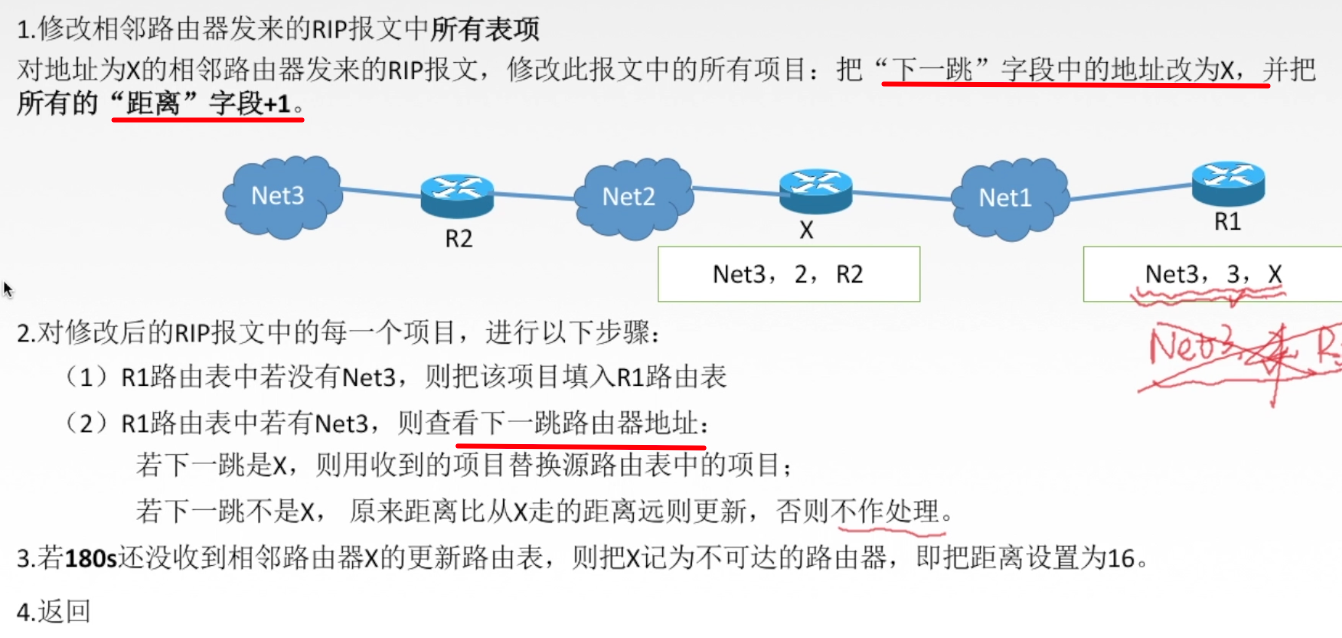 1.修改相邻路由器发来的RIP报文中所有表项
对地址为X的相邻路由器发来的RIP报文，修改此报文中的所有项目：把“下一跳”字段中的地址改为X，并把
所有的“距离”字段+1。
Net3
Net2
Net1
R2
X
R1
Net3，2，R2
Net3，3，X
Net3
2.对修改后的RIP报文中的每一个项目，进行以下步骤：
（1）R1路由表中若没有Net3，则把该项目填入R1路由表
（2）R1路由表中若有Net3，则查看下一跳路由器地址：
若下一跳是X，则用收到的项目替换源路由表中的项目；
若下一跳不是X， 原来距离比从X走的距离远则更新，否则不作处理。
3.若180s还没收到相邻路由器X的更新路由表，则把X记为不可达的路由器，即把距离设置为16。
4.返回